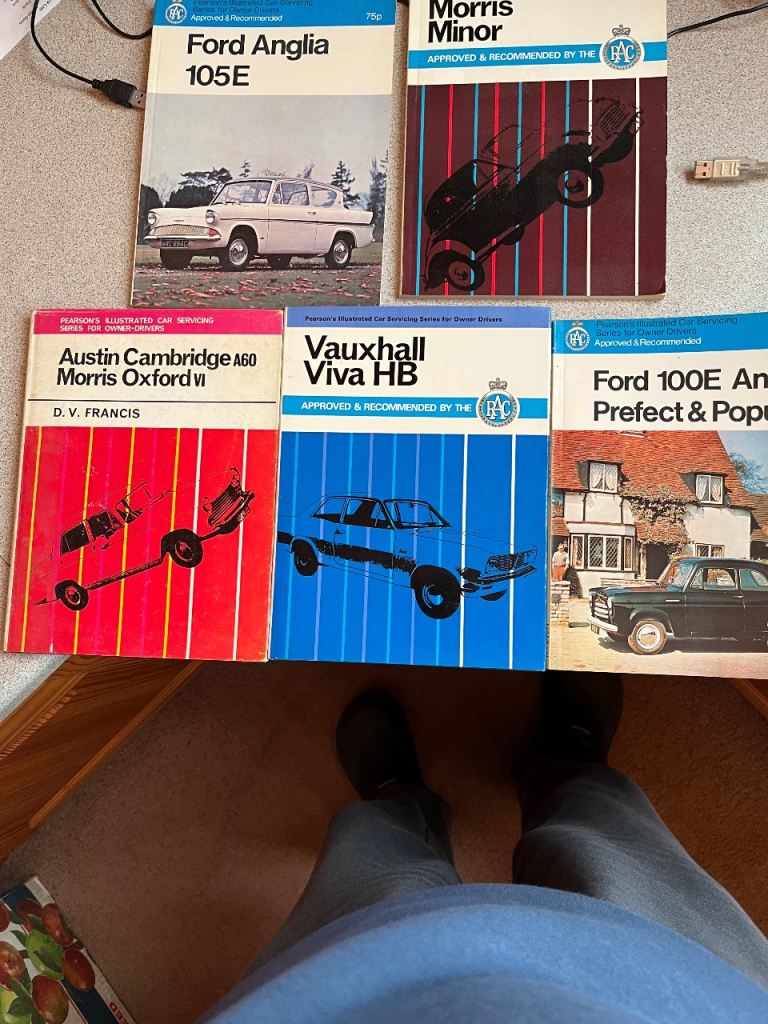 Pearson's Illustrated Car Servicing
Series for Owner Drivers
Approved & Recommended
75p
Ford Anglia
105E
Morris
Minor
APPROVED & RECOMMENDED BY THE RAC
PEARSON'S ILLUSTRATED CAR SERVICING
SERIES FOR OWNER-DRIVERS
Austin Cambridge A60
Morris Oxford VI
D. V. FRANCIS
Pearson's Illustrated Car Servicing Series for Owner Drivers
Vauxhall
Viva HB
APPROVED & RECOMMENDED BY THE RAC
Pearson's Illustrated Car Servicing
Series for Owner Drivers
Approved & Recommended
Ford 100E An
Prefect & Popu